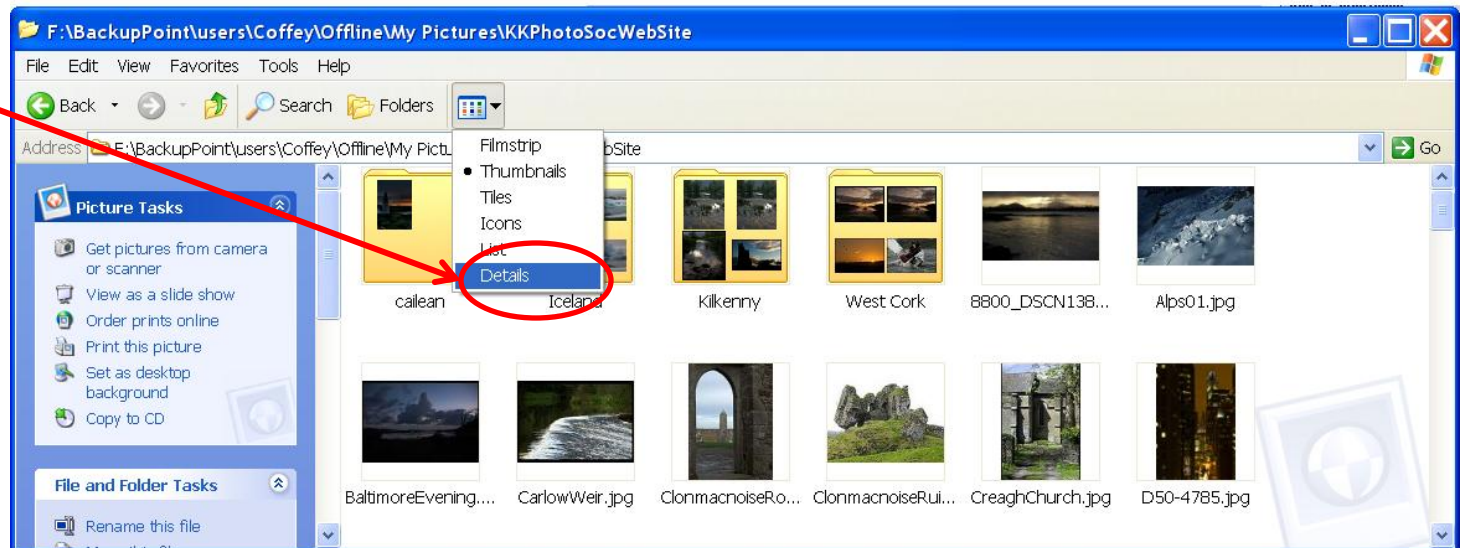 F:\BackupPoint\users\Coffey\Offline\My Pictures\KKPhotoSocWebSite
File Edit View Favorites Tools Help
Back Search Folders
Address F:\BackupPoint\users\Coffey\Offline\My Pictu bSite Go
Filmstrip
Thumbnails
Tiles
Icons
List
Details
Picture Tasks
Get pictures from camera
or scanner
View as a slide show
Order prints online
Print this picture
Set as desktop
background
Copy to CD
File and Folder Tasks
Rename this file
cailean Iceland Kilkenny West Cork 8800_DSCN138... Alps01.jpg
BaltimoreEvening.... CarlowWeir.jpg ClonmacnoiseRo... ClonmacnoiseRui... CreaghChurch.jpg D50-4785.jpg